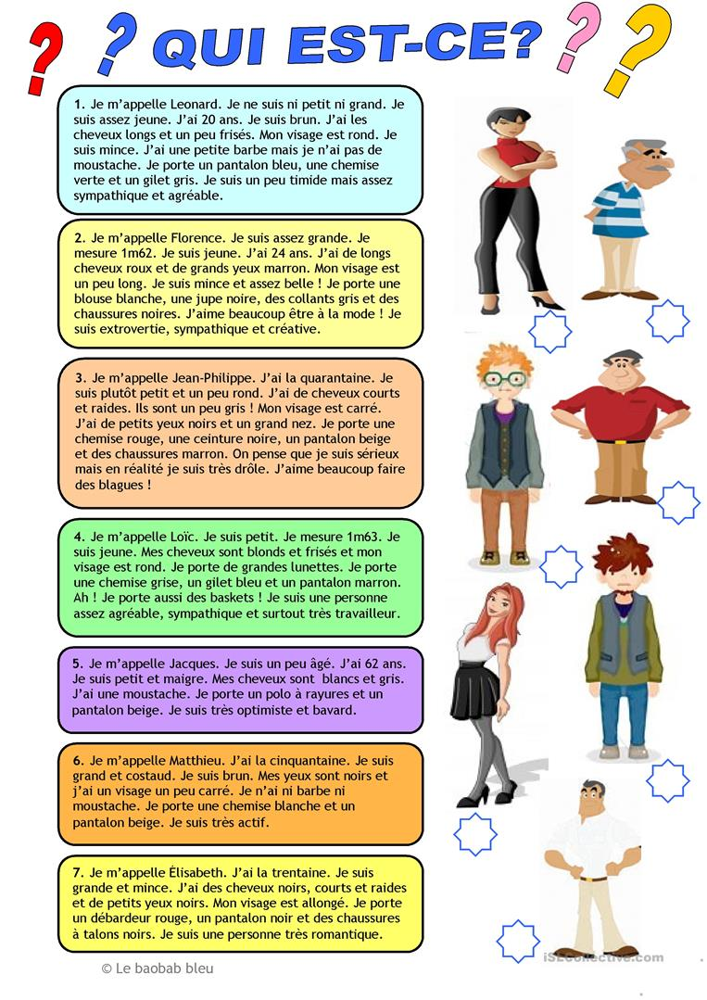 ? ? QUI EST-CE? ? ?
1. Je m'appelle Leonard. Je ne suis ni petit ni grand. Je
suis assez jeune. J'ai 20 ans. Je suis brun. J'ai les
cheveux longs et un peu frisés. Mon visage est rond. Je
suis mince. J'ai une petite barbe mais je n'ai pas de
moustache. Je porte un pantalon bleu, une chemise
verte et un gilet gris. Je suis un peu timide mais assez
sympathique et agréable.
2. Je m'appelle Florence. Je suis assez grande. Je
mesure 1m62. Je suis jeune. J'ai 24 ans. J'ai de longs
cheveux roux et de grands yeux marron. Mon visage est
un peu long. Je suis mince et assez belle ! Je porte une
blouse blanche, une jupe noire, des collants gris et des
chaussures noires. J'aime beaucoup être à la mode ! Je
suis extrovertie, sympathique et créative.
3. Je m'appelle Jean-Philippe. J'ai la quarantaine. Je
suis plutôt petit et un peu rond. J'ai de cheveux courts
et raides. Ils sont un peu gris ! Mon visage est carré.
J'ai de petits yeux noirs et un grand nez. Je porte une
chemise rouge, une ceinture noire, un pantalon beige
et des chaussures marron. On pense que je suis sérieux
mais en réalité je suis très drôle. J'aime beaucoup faire
des blagues !
4. Je m'appelle Loïc. Je suis petit. Je mesure 1m63. Je
suis jeune. Mes cheveux sont blonds et frisés et mon
visage est rond. Je porte de grandes lunettes. Je porte
une chemise grise, un gilet bleu et un pantalon marron.
Ah ! Je porte aussi des baskets ! Je suis une personne
assez agréable, sympathique et surtout très travailleur.
5. Je m'appelle Jacques. Je suis un peu âgé. J'ai 62 ans.
Je suis petit et maigre. Mes cheveux sont blancs et gris.
J'ai une moustache. Je porte un polo à rayures et un
pantalon beige. Je suis très optimiste et bavard.
6. Je m'appelle Matthieu. J'ai la cinquantaine. Je suis
grand et costaud. Je suis brun. Mes yeux sont noirs et
j'ai un visage un peu carré. Je n'ai ni barbe ni
moustache. Je porte une chemise blanche et un
pantalon beige. Je suis très actif.
7. Je m'appelle Élisabeth. J'ai la trentaine. Je suis
grande et mince. J'ai des cheveux noirs, courts et raides
et de petits yeux noirs. Mon visage est allongé. Je porte
un débardeur rouge, un pantalon noir et des chaussures
à talons noirs. Je suis une personne très romantique.
iSLcollective.com
© Le baobab bleu